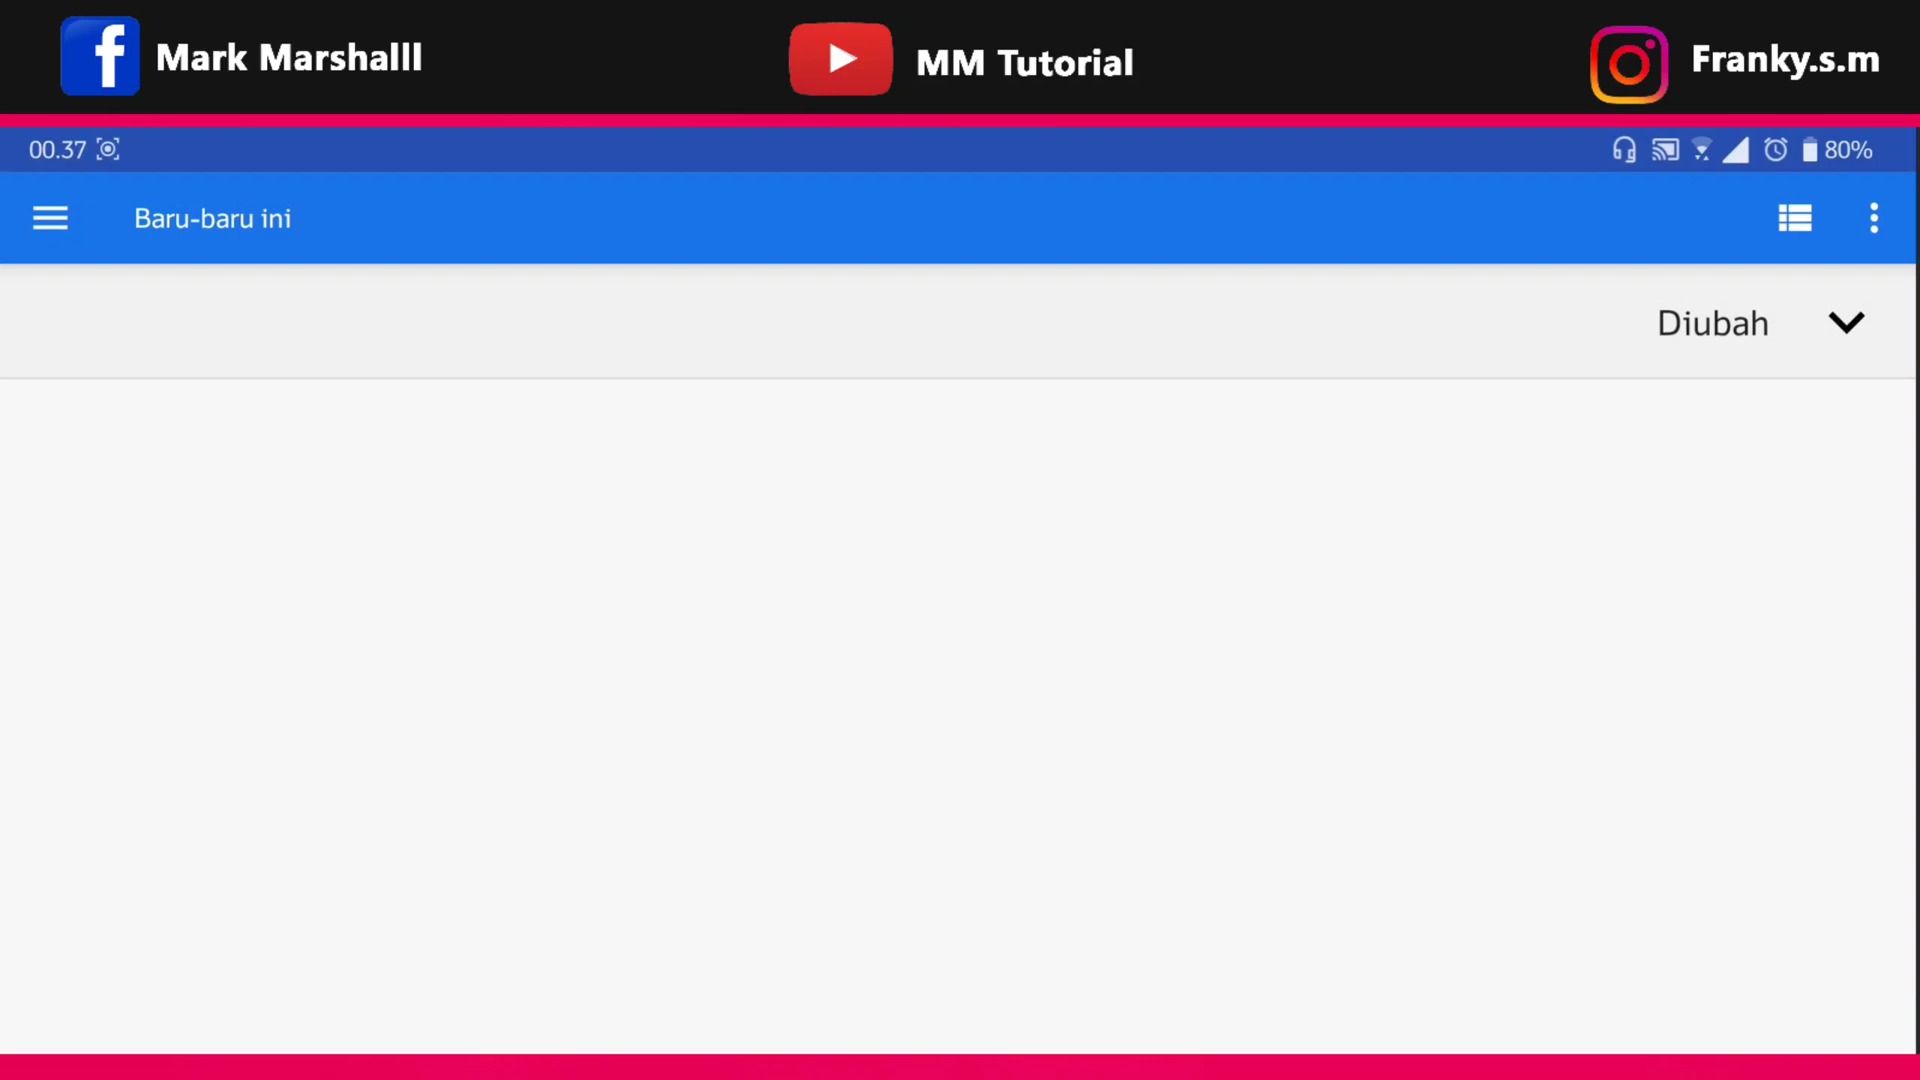 Mark Marshalll
MM Tutorial
Franky.s.m
00.37
80%
Baru-baru ini
Diubah